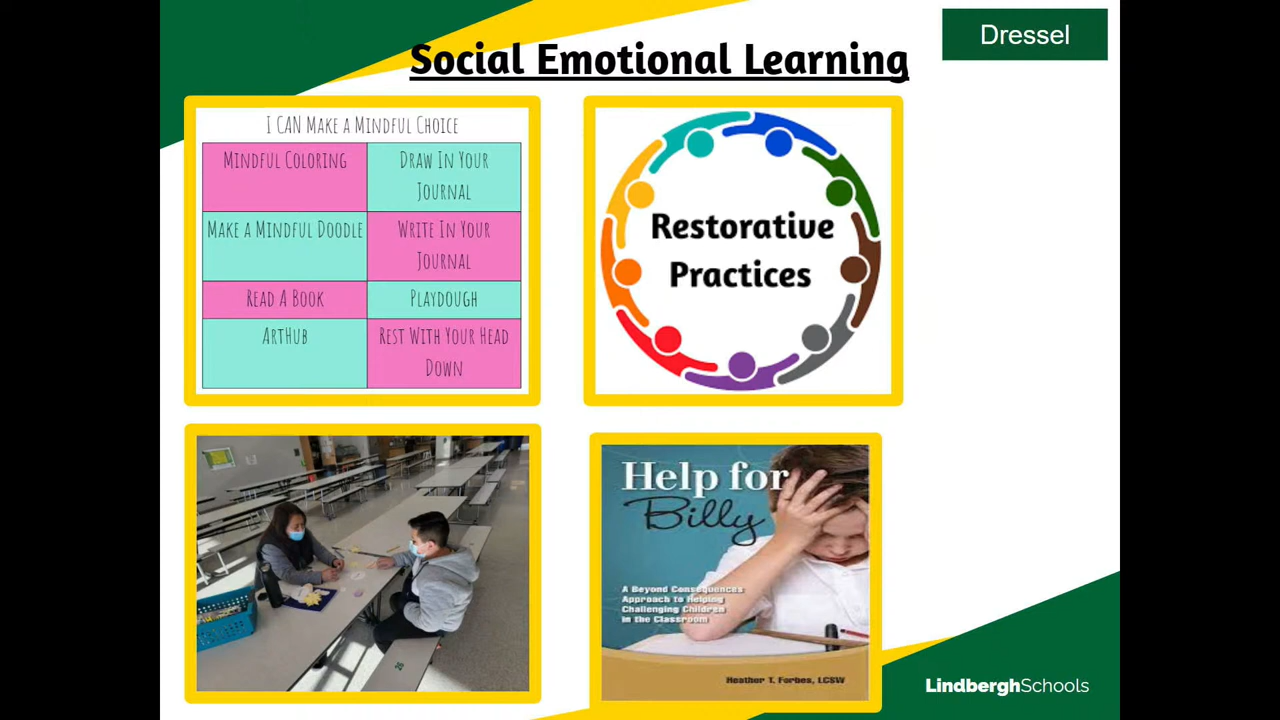 Dressel
Social Emotional Learning
I CAN Make a Mindful Choice
Mindful Coloring
Draw In Your
Journal
Make a Mindful Doodle
Write In Your
Journal
Read A Book
Playdough
ArtHub
Rest With Your Head
Down
Restorative
Practices
Help for
Billy
A Beyond Consequences
Approach to Helping
Challenging Children
in the Classroom
Heather T. Forbes, LCSW
LindberghSchools